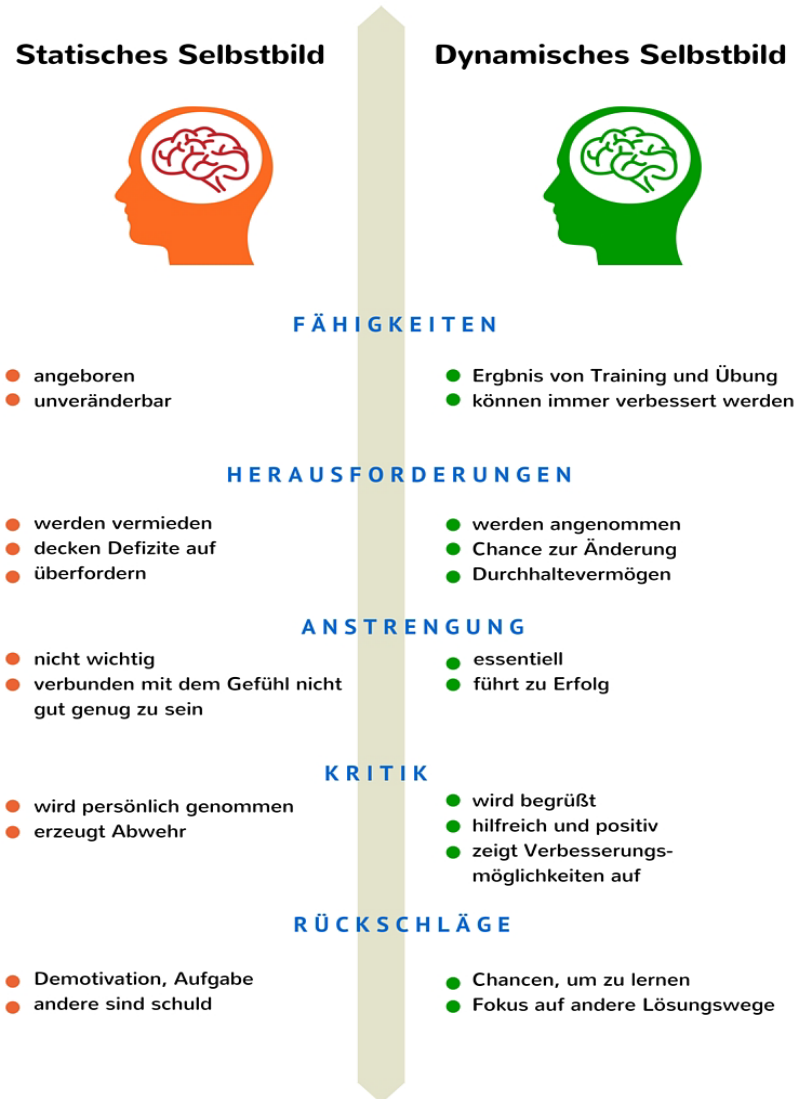 Statisches Selbstbild
Dynamisches Selbstbild
FÄHIGKEITEN
angeboren
unveränderbar
Ergbnis von Training und Übung
können immer verbessert werden
HERAUSFORDERUNGEN
werden vermieden
decken Defizite auf
überfordern
werden angenommen
Chance zur Änderung
Durchhaltevermögen
ANSTRENGUNG
nicht wichtig
verbunden mit dem Gefühl nicht
gut genug zu sein
essentiell
führt zu Erfolg
KRITIK
wird persönlich genommen
erzeugt Abwehr
wird begrüßt
hilfreich und positiv
zeigt Verbesserungs-
möglichkeiten auf
RÜCKSCHLÄGE
Demotivation, Aufgabe
andere sind schuld
Chancen, um zu lernen
Fokus auf andere Lösungswege